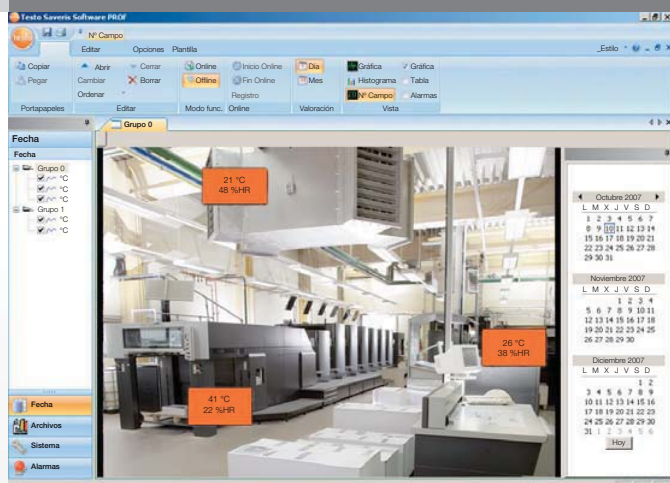 Testo Saveris Software PROF
testo
Nº Campo
Editar Opciones Plantilla
_Estilo
Copiar
Pegar
Portapapeles
Abrir Cerrar
Cambiar Borrar
Ordenar
Editar
Online
Offline
Modo func.
Inicio Online
Fin Online
Registro
Online
Dia
Mes
Valoración
Gráfica Gráfica
Histograma Tabla
Nº Campo Alarmas
Vista
Grupo 0
Fecha
Fecha
Grupo 0
°C
°C
°C
Grupo 1
°C
°C
Fecha
Archivos
Sistema
Alarmas
21 °C
48 %HR
26 °C
38 %HR
41 °C
22 %HR
Octubre 2007
L M X J V S D
1 2 3 4 5 6 7
8 9 10 11 12 13 14
15 16 17 18 19 20 21
22 23 24 25 26 27 28
29 30 31
Noviembre 2007
L M X J V S D
1 2 3 4
5 6 7 8 9 10 11
12 13 14 15 16 17 18
19 20 21 22 23 24 25
26 27 28 29 30
Diciembre 2007
L M X J V S D
1 2
3 4 5 6 7 8 9
10 11 12 13 14 15 16
17 18 19 20 21 22 23
24 25 26 27 28 29 30
31 1 2 3 4 5 6
Hoy